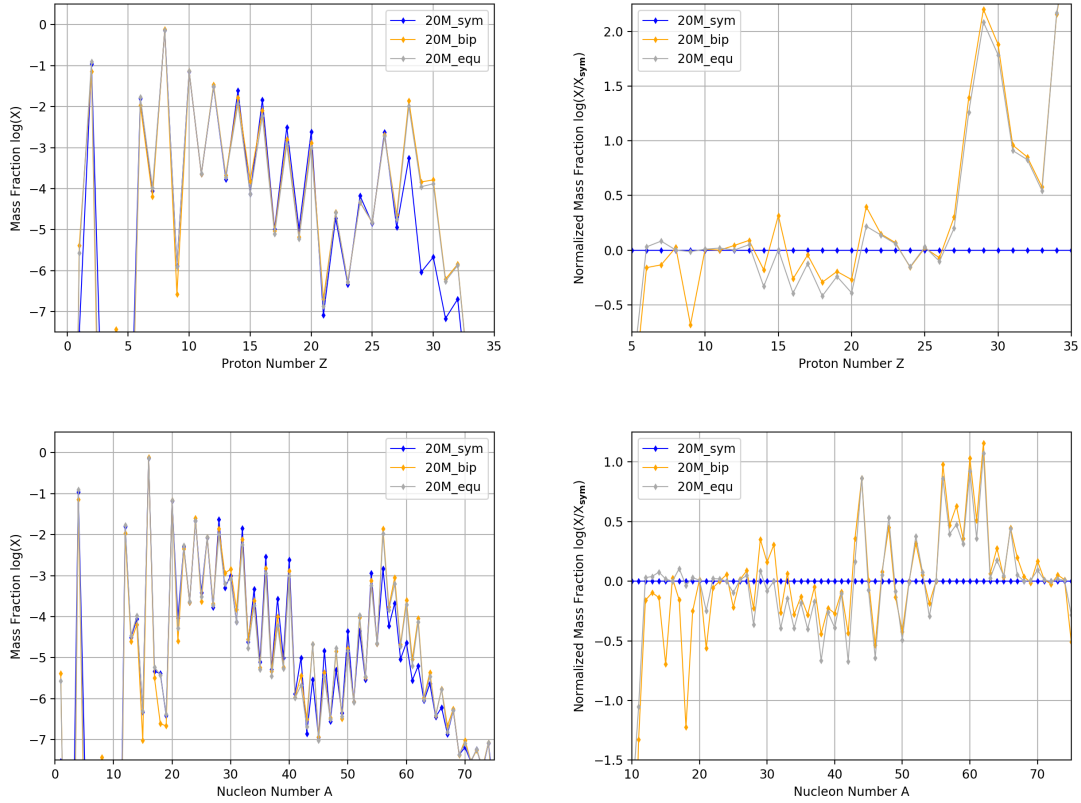 20M_sym
20M_bip
20M_equ
0
−1
−2
−3
−4
−5
−6
−7
Mass Fraction log(X)
0 5 10 15 20 25 30 35
Proton Number Z
20M_sym
20M_bip
20M_equ
2.0
1.5
1.0
0.5
0.0
−0.5
Normalized Mass Fraction log(X/Xsym)
5 10 15 20 25 30 35
Proton Number Z
20M_sym
20M_bip
20M_equ
0
−1
−2
−3
−4
−5
−6
−7
Mass Fraction log(X)
0 10 20 30 40 50 60 70
Nucleon Number A
20M_sym
20M_bip
20M_equ
1.0
0.5
0.0
−0.5
−1.0
−1.5
Normalized Mass Fraction log(X/Xsym)
10 20 30 40 50 60 70
Nucleon Number A